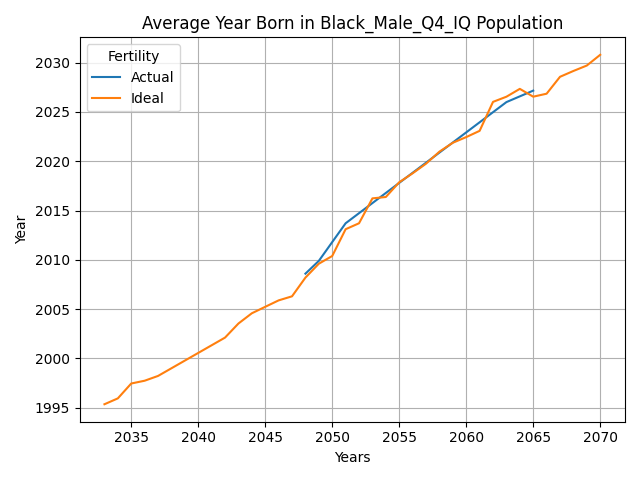 Average Year Born in Black_Male_Q4_IQ Population
Fertility
Actual
Ideal
Year
2030
2025
2020
2015
2010
2005
2000
1995
2035 2040 2045 2050 2055 2060 2065 2070
Years